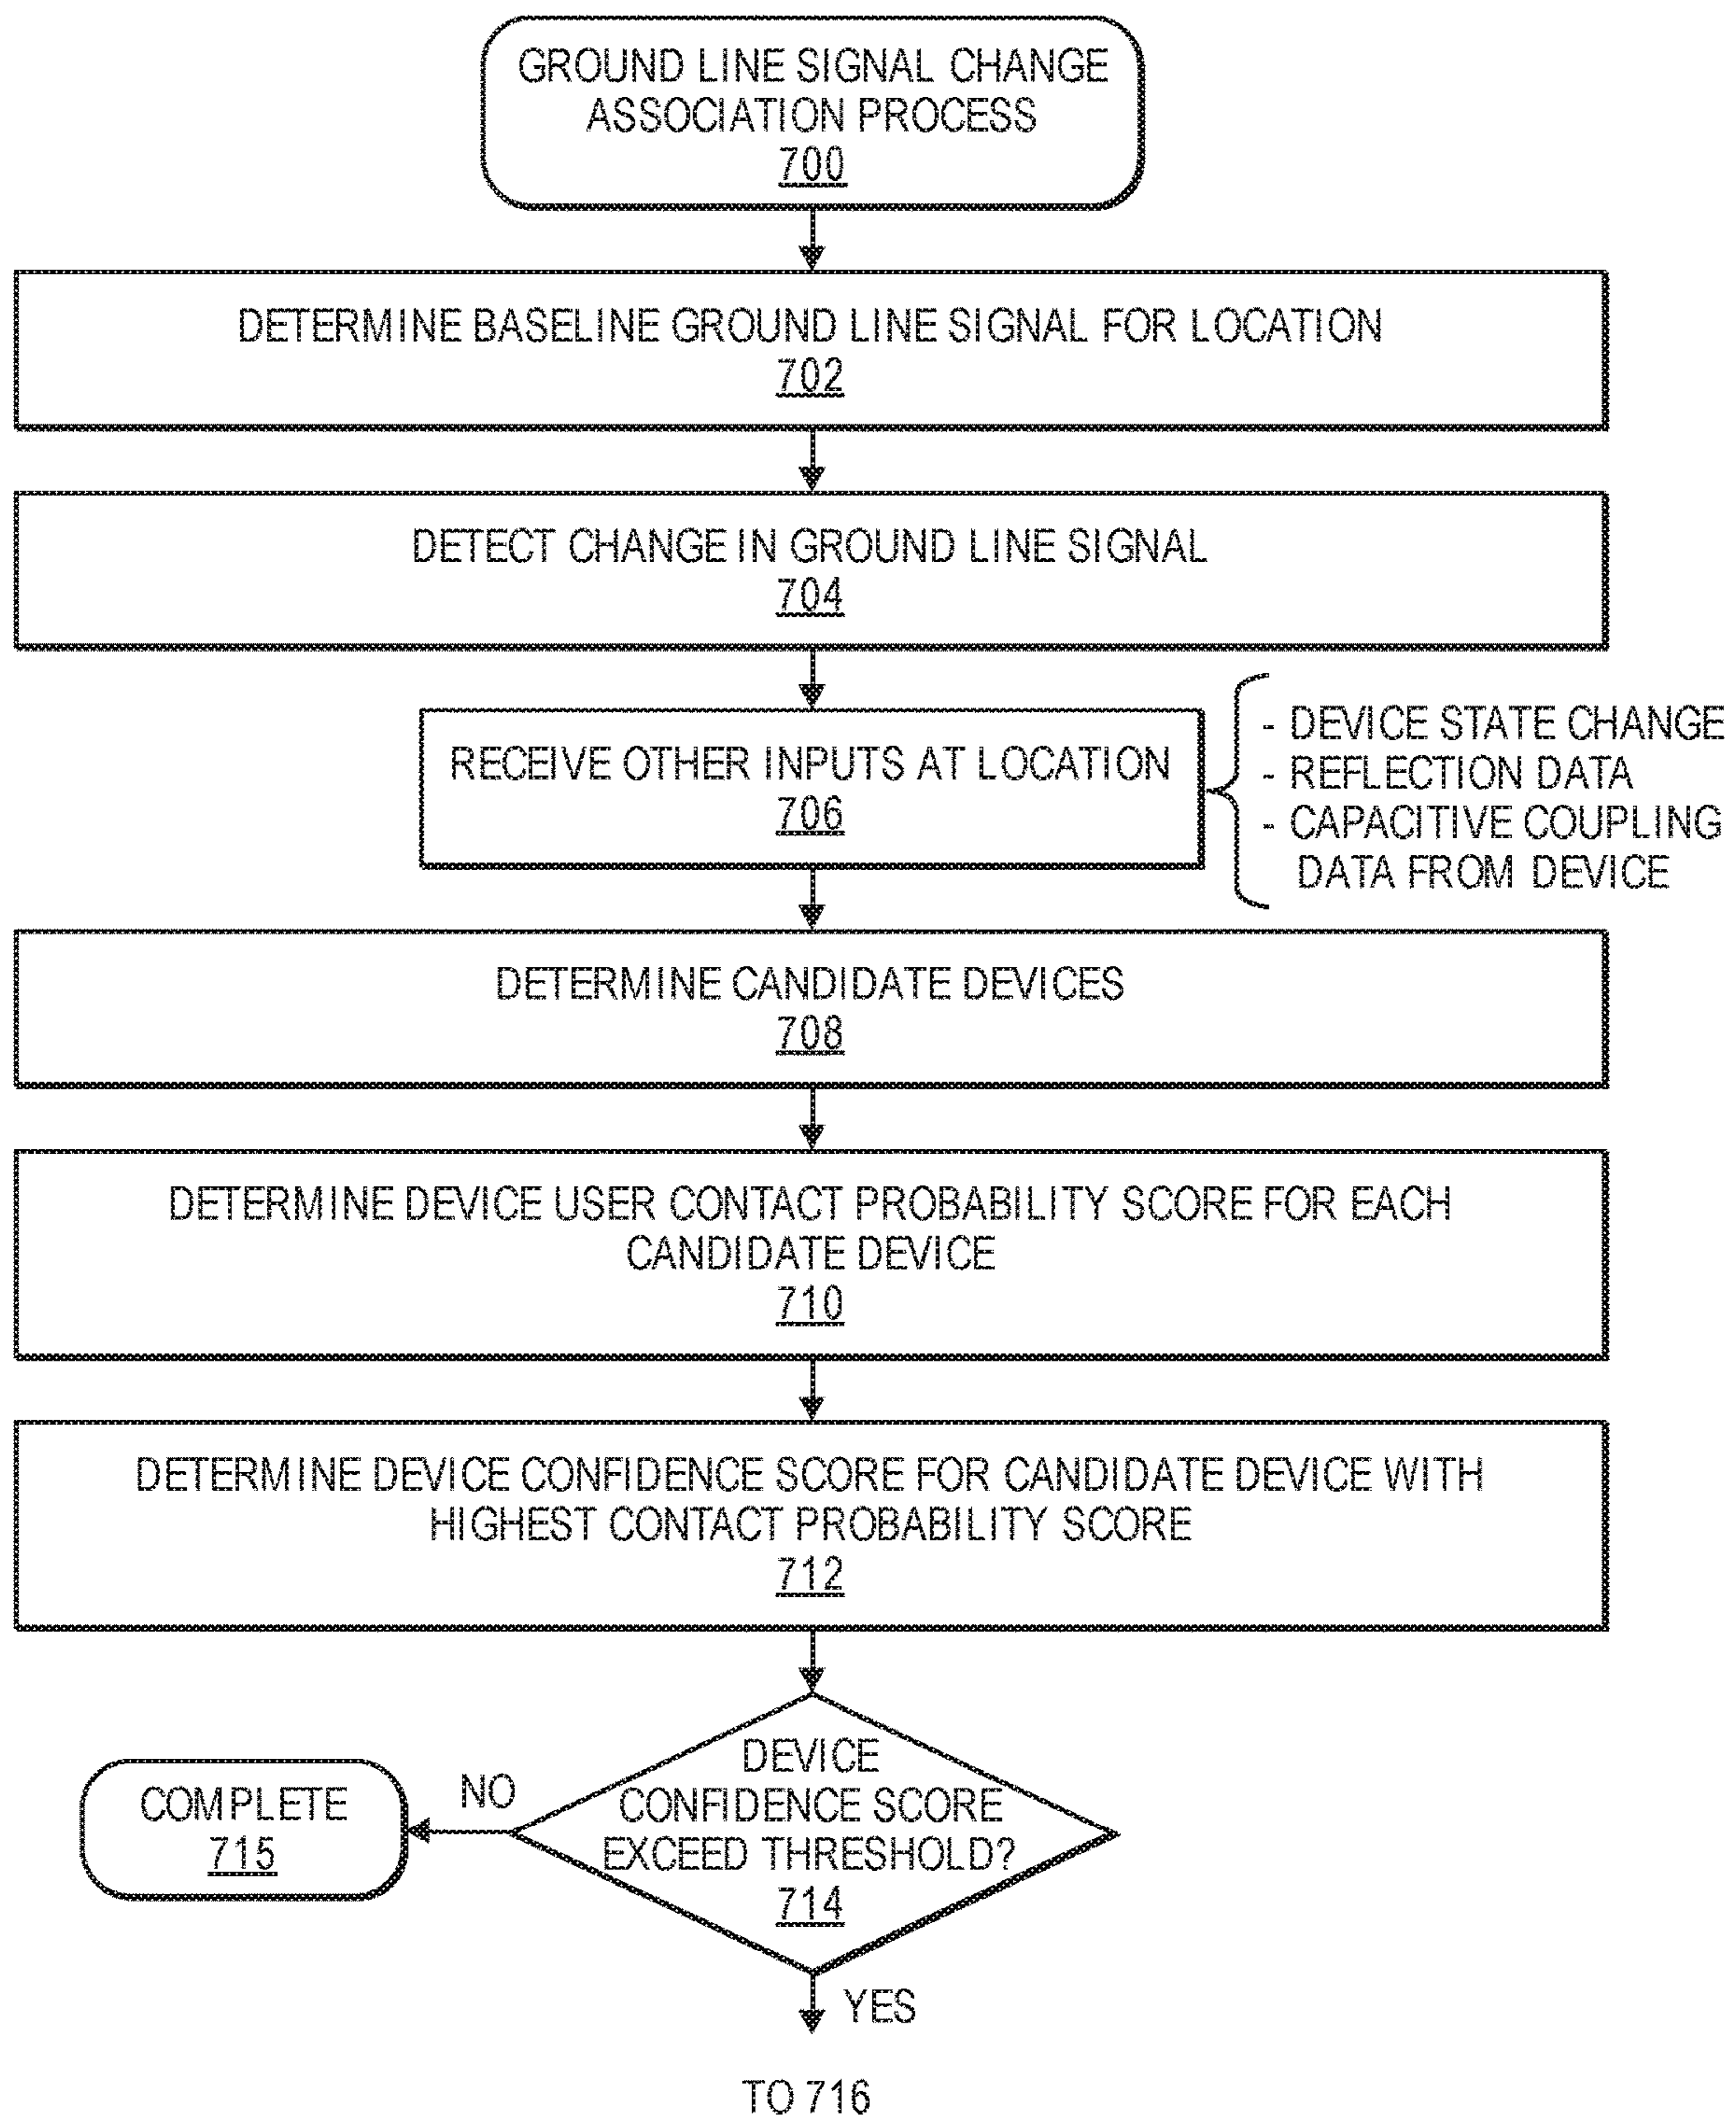 GROUND LINE SIGNAL CHANGE
ASSOCIATION PROCESS
700
DETERMINE BASELINE GROUND LINE SIGNAL FOR LOCATION
702
DETECT CHANGE IN GROUND LINE SIGNAL
704
RECEIVE OTHER INPUTS AT LOCATION
706
- DEVICE STATE CHANGE
- REFLECTION DATA
- CAPACITIVE COUPLING
DATA FROM DEVICE
DETERMINE CANDIDATE DEVICES
708
DETERMINE DEVICE USER CONTACT PROBABILITY SCORE FOR EACH
CANDIDATE DEVICE
710
DETERMINE DEVICE CONFIDENCE SCORE FOR CANDIDATE DEVICE WITH
HIGHEST CONTACT PROBABILITY SCORE
712
DEVICE
CONFIDENCE SCORE
EXCEED THRESHOLD?
714
NO
COMPLETE
715
YES
TO 716